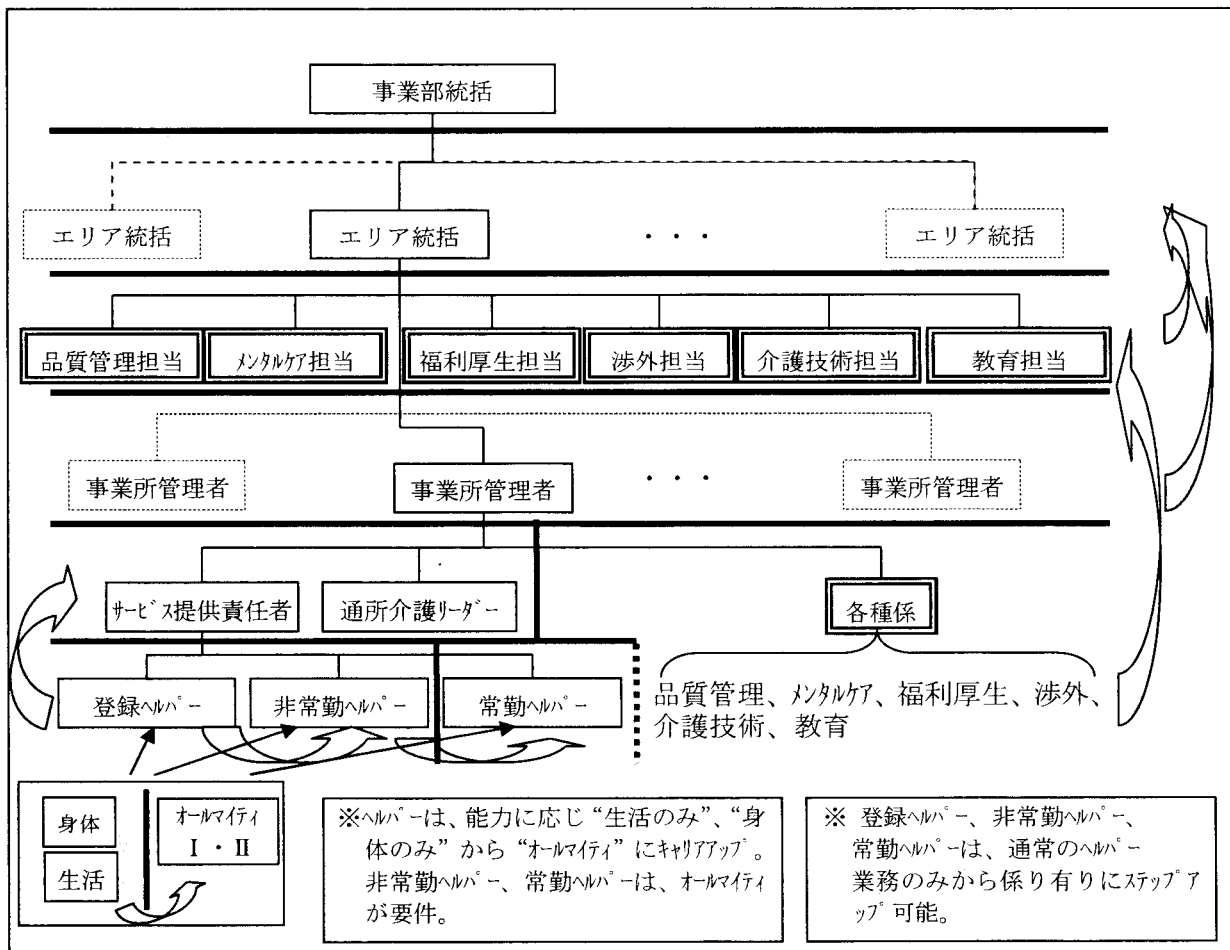 事業部統括
エリア統括
エリア統括
・・・
エリア統括
品質管理担当
メンタルケア担当
福利厚生担当
渉外担当
介護技術担当
教育担当
事業所管理者
事業所管理者
・・・
事業所管理者
サービス提供責任者
通所介護リーダー
各種係
登録ヘルパー
非常勤ヘルパー
常勤ヘルパー
品質管理、メンタルケア、福利厚生、渉外、
介護技術、教育
身体
生活
オールマイティ
Ⅰ・Ⅱ
※ヘルパーは、能力に応じ“生活のみ”、“身
体のみ”から“オールマイティ”にキャリアアップ。
非常勤ヘルパー、常勤ヘルパーは、オールマイティ
が要件。
※ 登録ヘルパー、非常勤ヘルパー、
常勤ヘルパーは、通常のヘルパー
業務のみから係り有りにステップア
ップ可能。